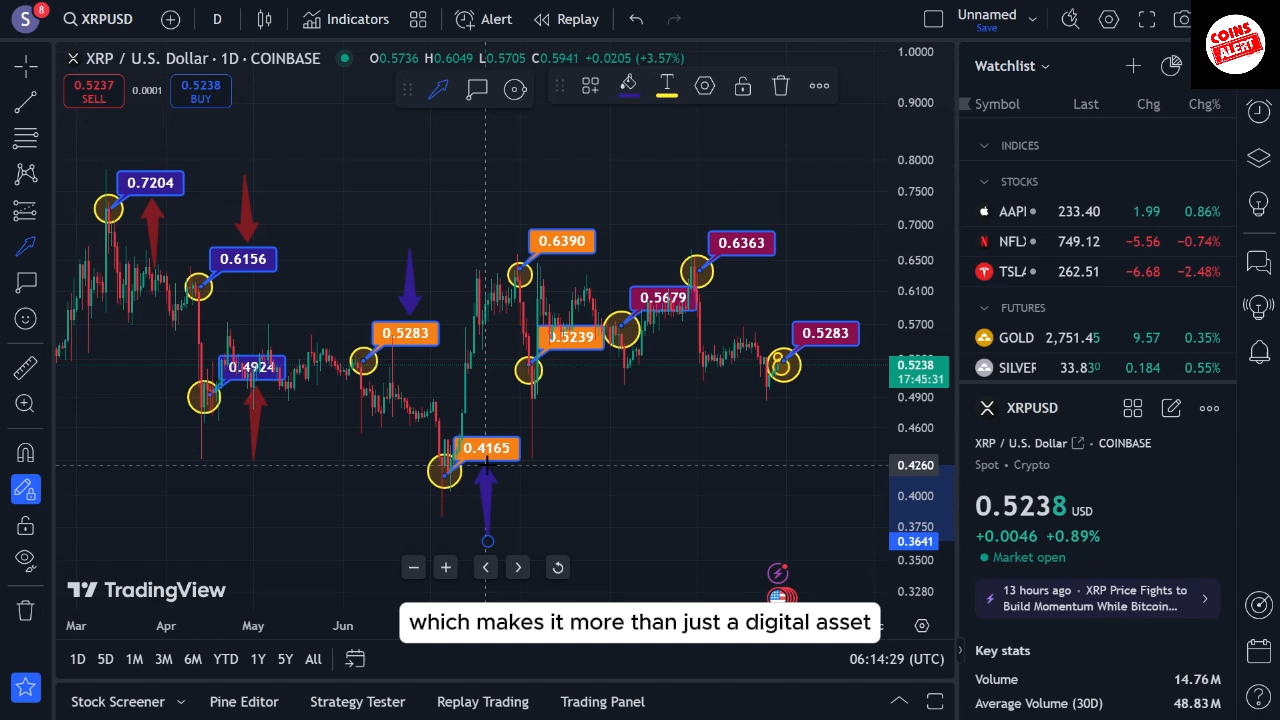 S
8
XRPUSD
D
Indicators
Alert
Replay
Unnamed
Save
COINS
ALERT
XRP / U.S. Dollar · 1D · COINBASE
O0.5736 H0.6049 L0.5705 C0.5941 +0.0205 (+3.57%)
0.5237
SELL
0.0001
0.5238
BUY
T
1.0000
0.9000
0.8000
0.7500
0.7000
0.6500
0.6100
0.5700
0.5238
17:45:31
0.4900
0.4600
0.4260
0.4000
0.3750
0.3641
0.3500
0.3280
0.7204
0.6156
0.4924
0.5283
0.4165
0.6390
0.5239
0.5679
0.6363
0.5283
TradingView
Mar
Apr
May
Jun
which makes it more than just a digital asset
1D
5D
1M
3M
6M
YTD
1Y
5Y
All
06:14:29 (UTC)
Stock Screener
Pine Editor
Strategy Tester
Replay Trading
Trading Panel
Watchlist
Symbol
Last
Chg
Chg%
INDICES
STOCKS
AAPL 233.40 1.99 0.86%
NFLX 749.12 −5.56 −0.74%
TSLA 262.51 −6.68 −2.48%
FUTURES
GOLD 2,751.45 9.57 0.35%
SILVER 33.830 0.184 0.55%
XRPUSD
XRP / U.S. Dollar · COINBASE
Spot · Crypto
0.5238 USD
+0.0046 +0.89%
Market open
13 hours ago · XRP Price Fights to
Build Momentum While Bitcoin...
Key stats
Volume 14.76M
Average Volume (30D) 48.83M